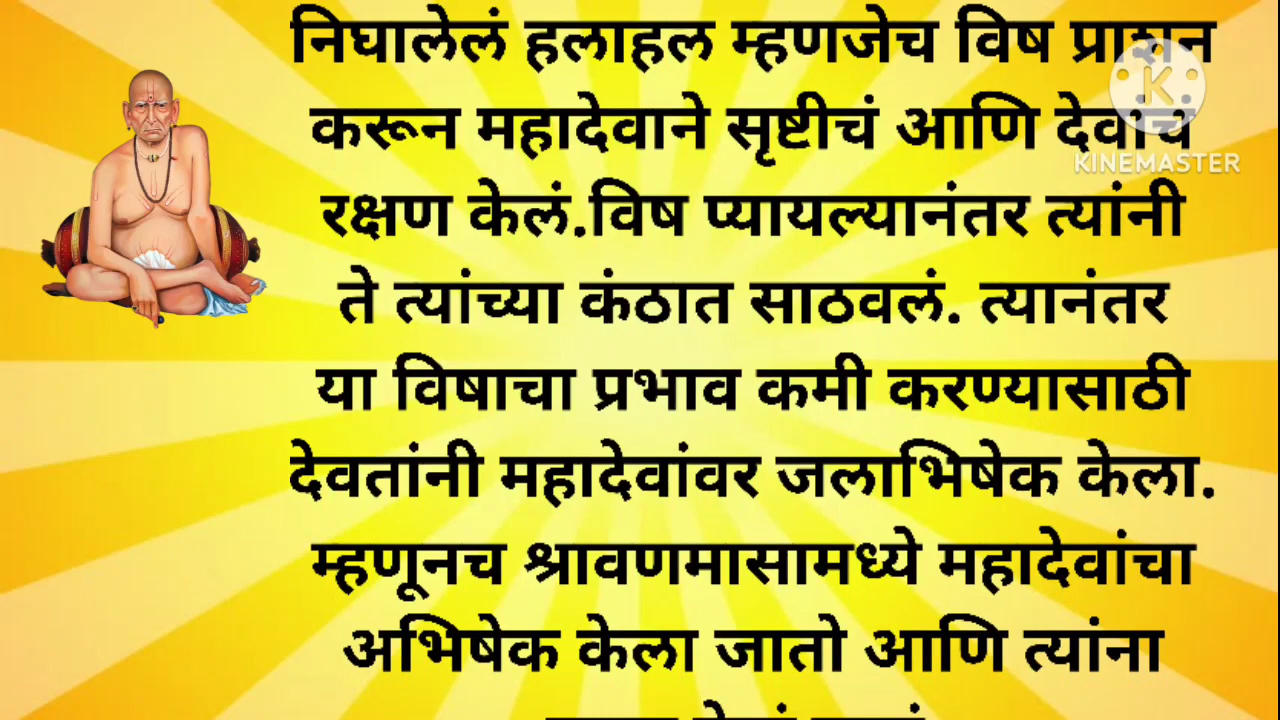 निघालेलं हलाहल म्हणजेच विष प्राशन
करून महादेवाने सृष्टीचं आणि देवांचं
रक्षण केलं.विष प्यायल्यानंतर त्यांनी
ते त्यांच्या कंठात साठवलं. त्यानंतर
या विषाचा प्रभाव कमी करण्यासाठी
देवतांनी महादेवांवर जलाभिषेक केला.
म्हणूनच श्रावणमासामध्ये महादेवांचा
अभिषेक केला जातो आणि त्यांना
K
KINEMASTER